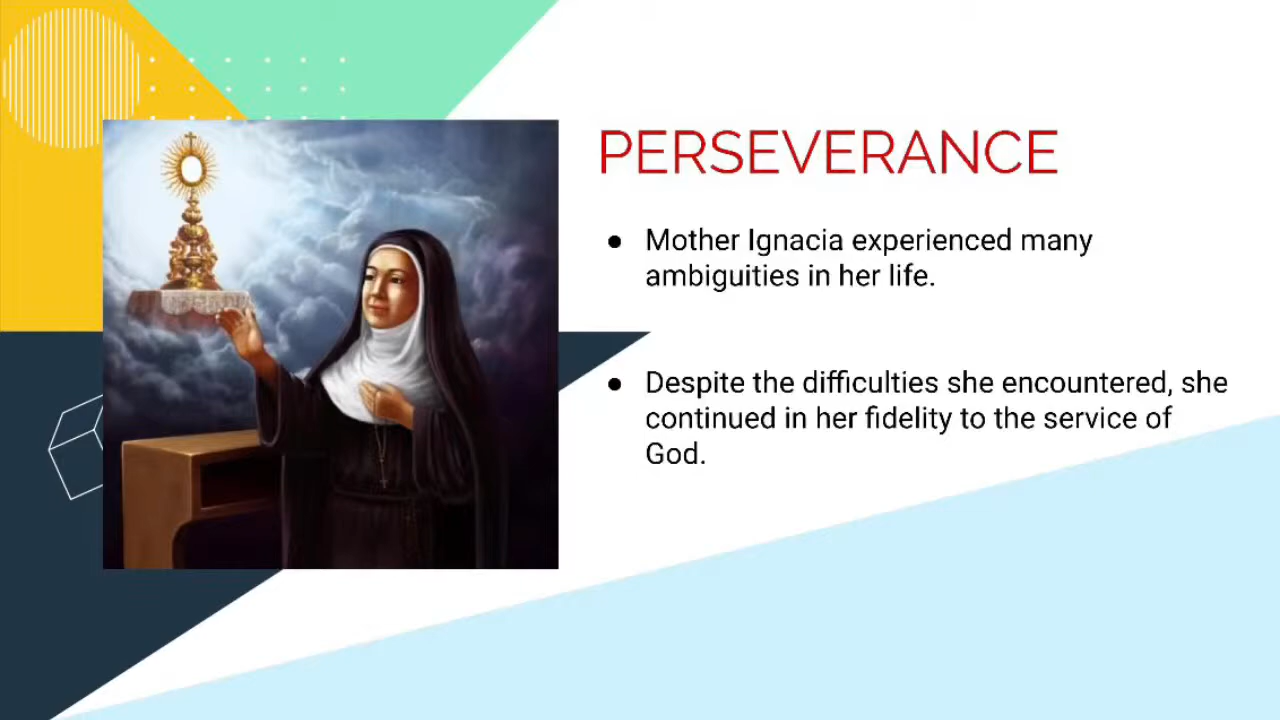 PERSEVERANCE
● Mother Ignacia experienced many
ambiguities in her life.
● Despite the difficulties she encountered, she
continued in her fidelity to the service of
God.